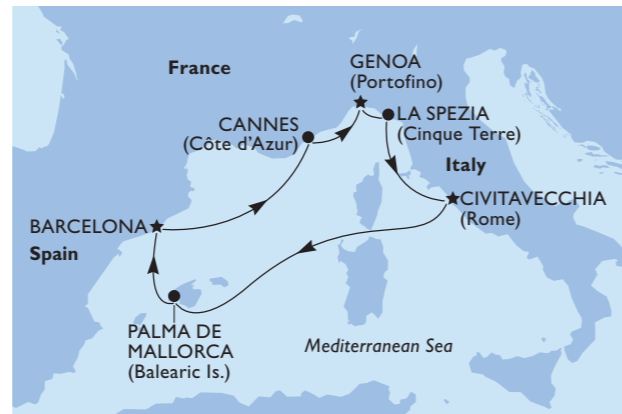 GENOA
(Portofino)
France
LA SPEZIA
(Cinque Terre)
CANNES
(Côte d'Azur)
Italy
CIVITAVECCHIA
(Rome)
BARCELONA
Spain
PALMA DE
MALLORCA
(Balearic Is.)
Mediterranean Sea